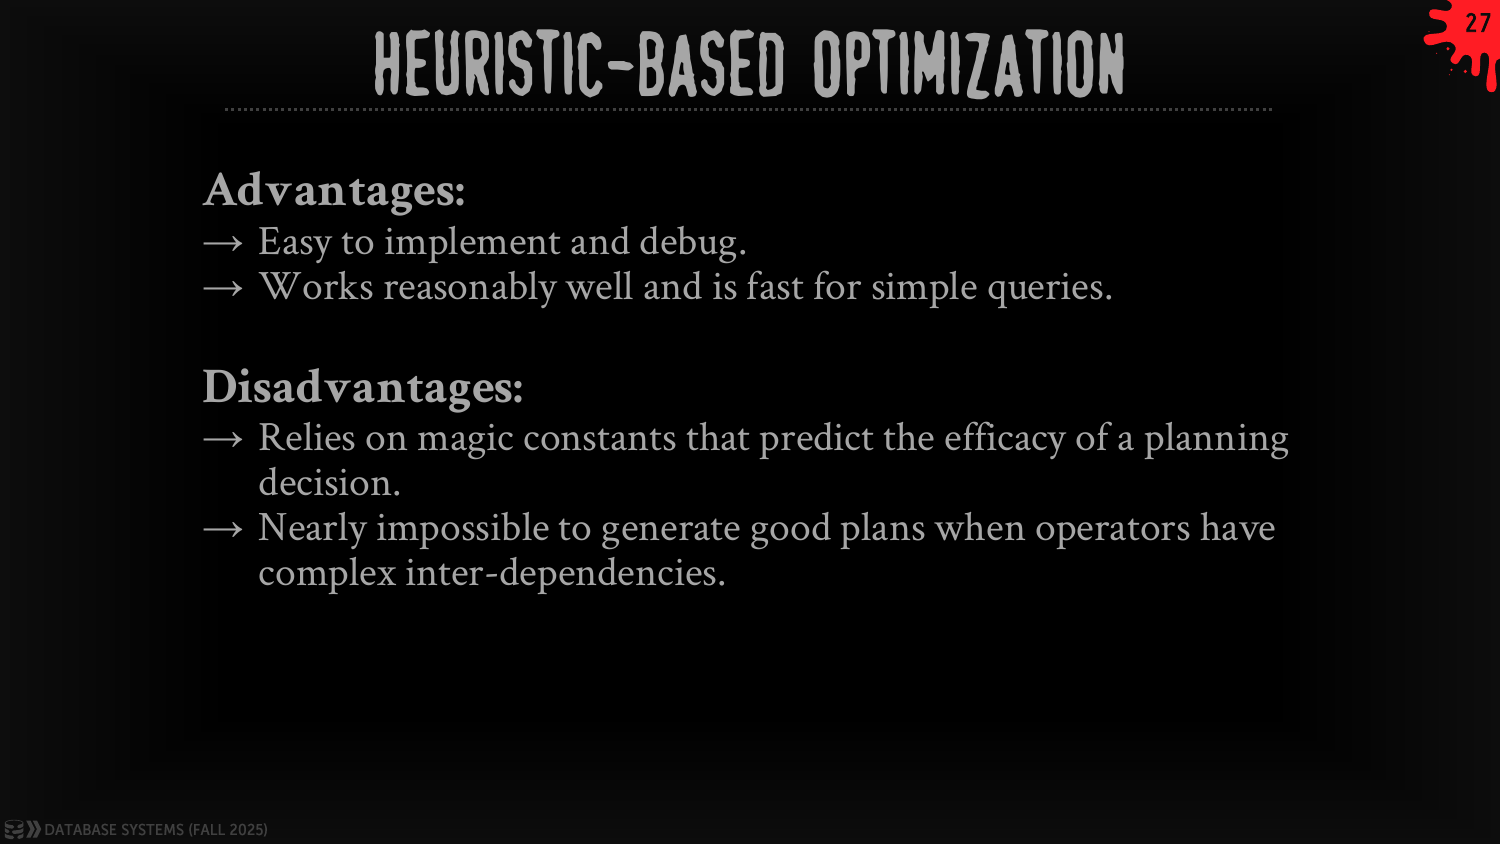 27
HEURISTIC-BASED OPTIMIZATION
Advantages:
→ Easy to implement and debug.
→ Works reasonably well and is fast for simple queries.
Disadvantages:
→ Relies on magic constants that predict the efficacy of a planning
decision.
→ Nearly impossible to generate good plans when operators have
complex inter-dependencies.
DATABASE SYSTEMS (FALL 2025)